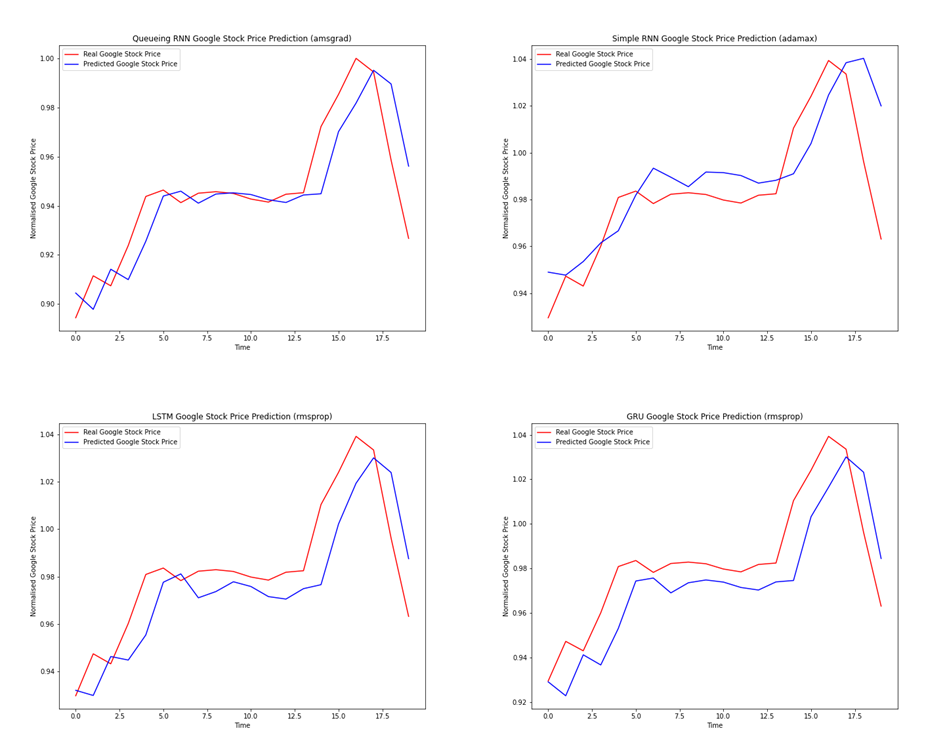 Queueing RNN Google Stock Price Prediction (amsgrad)
Real Google Stock Price
Predicted Google Stock Price
1.00
0.98
0.96
0.94
0.92
0.90
Normalised Google Stock Price
0.0 2.5 5.0 7.5 10.0 12.5 15.0 17.5
Time
Simple RNN Google Stock Price Prediction (adamax)
Real Google Stock Price
Predicted Google Stock Price
1.04
1.02
1.00
0.98
0.96
0.94
Normalised Google Stock Price
0.0 2.5 5.0 7.5 10.0 12.5 15.0 17.5
Time
LSTM Google Stock Price Prediction (rmsprop)
Real Google Stock Price
Predicted Google Stock Price
1.04
1.02
1.00
0.98
0.96
0.94
Normalised Google Stock Price
0.0 2.5 5.0 7.5 10.0 12.5 15.0 17.5
Time
GRU Google Stock Price Prediction (rmsprop)
Real Google Stock Price
Predicted Google Stock Price
1.04
1.02
1.00
0.98
0.96
0.94
0.92
Normalised Google Stock Price
0.0 2.5 5.0 7.5 10.0 12.5 15.0 17.5
Time